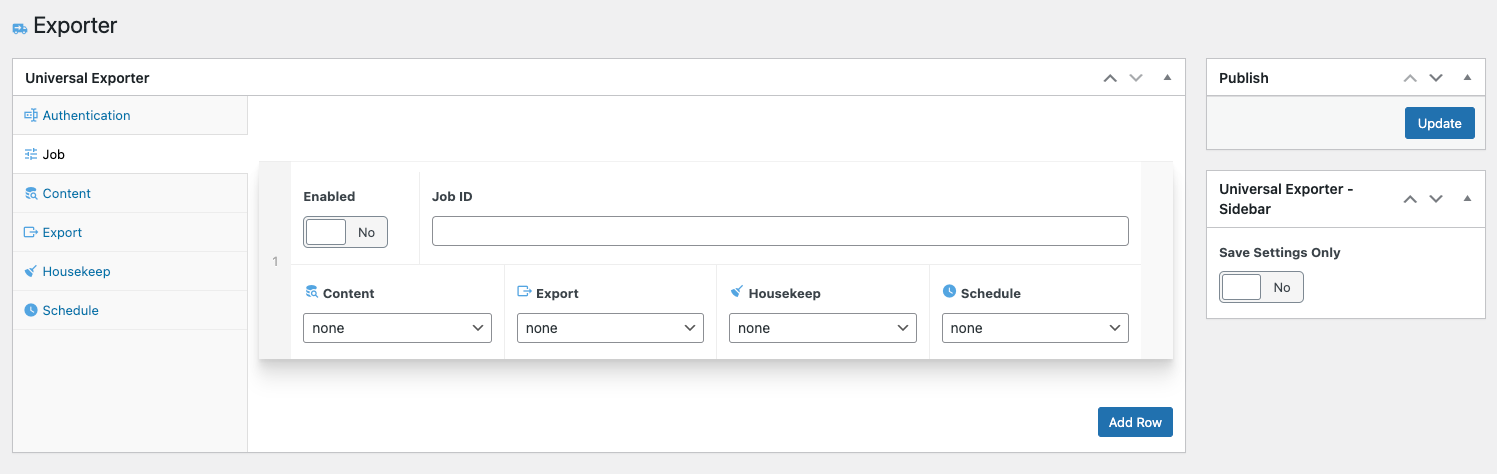 Exporter
Universal Exporter
Authentication
Job
Content
Export
Housekeep
Schedule
1
Enabled
No
Job ID
Content
none
Export
none
Housekeep
none
Schedule
none
Add Row
Publish
Update
Universal Exporter -
Sidebar
Save Settings Only
No